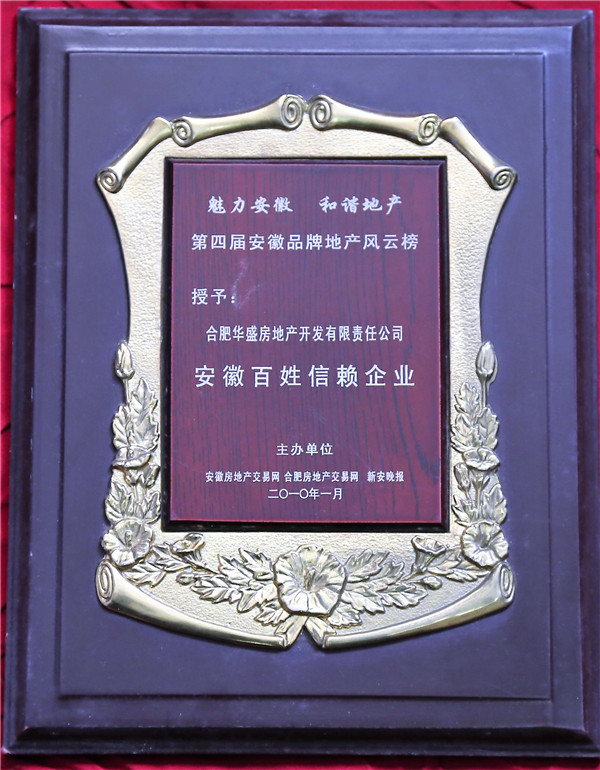 魅力安徽　和谐地产
第四届安徽品牌地产风云榜
授予：
合肥华盛房地产开发有限责任公司
安徽百姓信赖企业
主办单位
安徽房地产交易网 合肥房地产交易网 新安晚报
二〇一〇年一月